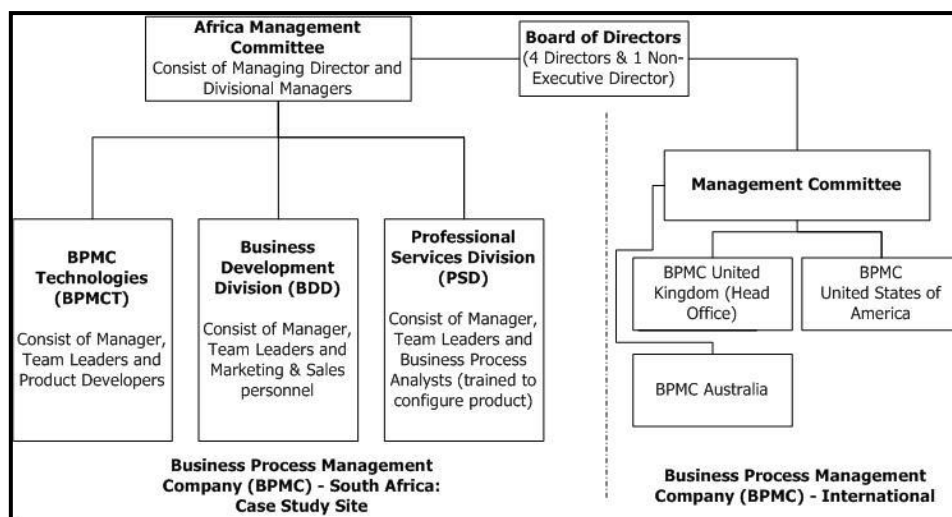 Africa Management
Committee
Consist of Managing Director and
Divisional Managers
Board of Directors
(4 Directors & 1 Non-
Executive Director)
Management Committee
BPMC
Technologies
(BPMCT)
Consist of Manager,
Team Leaders and
Product Developers
Business
Development
Division (BDD)
Consist of Manager,
Team Leaders and
Marketing & Sales
personnel
Professional
Services Division
(PSD)
Consist of Manager,
Team Leaders and
Business Process
Analysts (trained to
configure product)
BPMC United
Kingdom (Head
Office)
BPMC
United States of
America
BPMC Australia
Business Process Management
Company (BPMC) - South Africa:
Case Study Site
Business Process Management
Company (BPMC) - International